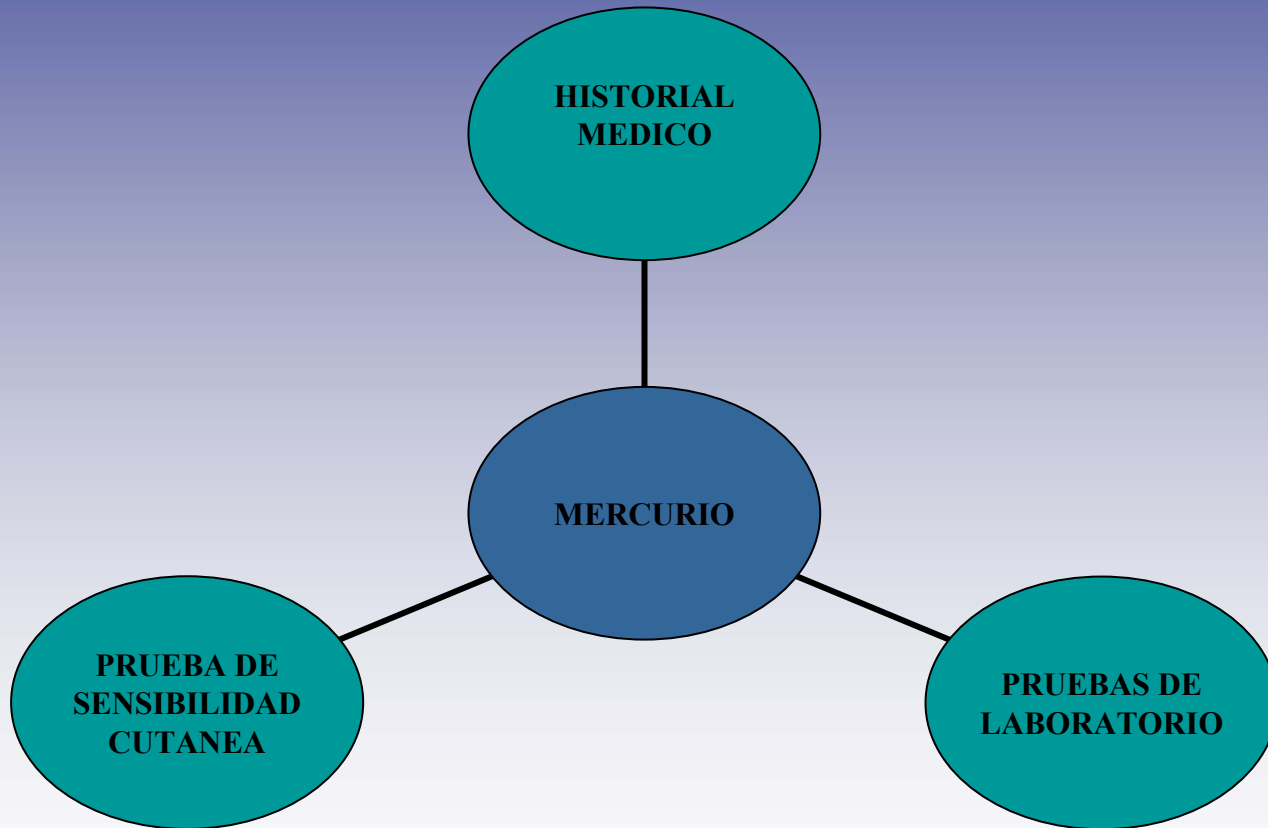 HISTORIAL
MEDICO
MERCURIO
PRUEBA DE
SENSIBILIDAD
CUTANEA
PRUEBAS DE
LABORATORIO